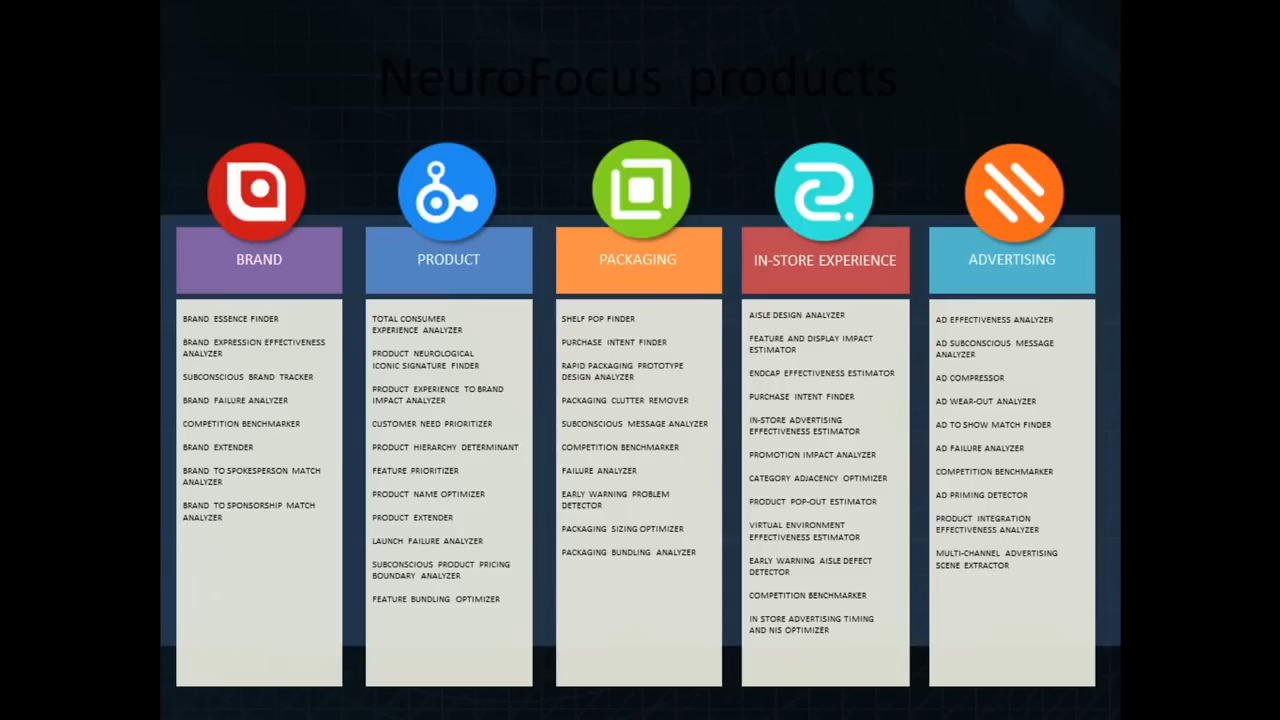 NeuroFocus products
BRAND
BRAND ESSENCE FINDER
BRAND EXPRESSION EFFECTIVENESS
ANALYZER
SUBCONSCIOUS BRAND TRACKER
BRAND FAILURE ANALYZER
COMPETITION BENCHMARKER
BRAND EXTENDER
BRAND TO SPOKESPERSON MATCH
ANALYZER
BRAND TO SPONSORSHIP MATCH
ANALYZER
PRODUCT
TOTAL CONSUMER
EXPERIENCE ANALYZER
PRODUCT NEUROLOGICAL
ICONIC SIGNATURE FINDER
PRODUCT EXPERIENCE TO BRAND
IMPACT ANALYZER
CUSTOMER NEED PRIORITIZER
PRODUCT HIERARCHY DETERMINANT
FEATURE PRIORITIZER
PRODUCT NAME OPTIMIZER
PRODUCT EXTENDER
LAUNCH FAILURE ANALYZER
SUBCONSCIOUS PRODUCT PRICING
BOUNDARY ANALYZER
FEATURE BUNDLING OPTIMIZER
PACKAGING
SHELF POP FINDER
PURCHASE INTENT FINDER
RAPID PACKAGING PROTOTYPE
DESIGN ANALYZER
PACKAGING CLUTTER REMOVER
SUBCONSCIOUS MESSAGE ANALYZER
COMPETITION BENCHMARKER
FAILURE ANALYZER
EARLY WARNING PROBLEM
DETECTOR
PACKAGING SIZING OPTIMIZER
PACKAGING BUNDLING ANALYZER
IN-STORE EXPERIENCE
AISLE DESIGN ANALYZER
FEATURE AND DISPLAY IMPACT
ESTIMATOR
ENDCAP EFFECTIVENESS ESTIMATOR
PURCHASE INTENT FINDER
IN-STORE ADVERTISING
EFFECTIVENESS ESTIMATOR
PROMOTION IMPACT ANALYZER
CATEGORY ADJACENCY OPTIMIZER
PRODUCT POP-OUT ESTIMATOR
VIRTUAL ENVIRONMENT
EFFECTIVENESS ESTIMATOR
EARLY WARNING AISLE DEFECT
DETECTOR
COMPETITION BENCHMARKER
IN STORE ADVERTISING TIMING
AND NIS OPTIMIZER
ADVERTISING
AD EFFECTIVENESS ANALYZER
AD SUBCONSCIOUS MESSAGE
ANALYZER
AD COMPRESSOR
AD WEAR-OUT ANALYZER
AD TO SHOW MATCH FINDER
AD FAILURE ANALYZER
COMPETITION BENCHMARKER
AD PRIMING DETECTOR
PRODUCT INTEGRATION
EFFECTIVENESS ANALYZER
MULTI-CHANNEL ADVERTISING
SCENE EXTRACTOR